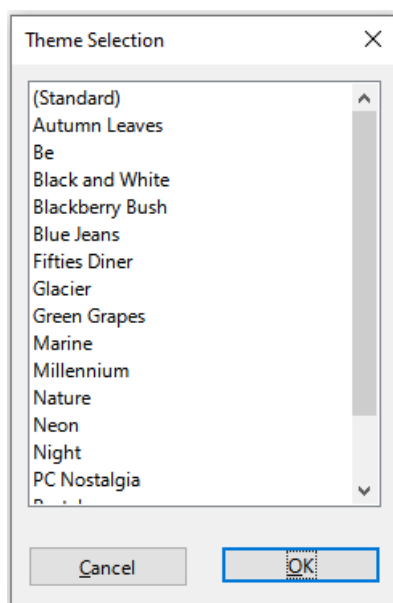 Theme Selection
(Standard)
Autumn Leaves
Be
Black and White
Blackberry Bush
Blue Jeans
Fifties Diner
Glacier
Green Grapes
Marine
Millennium
Nature
Neon
Night
PC Nostalgia
Cancel
OK